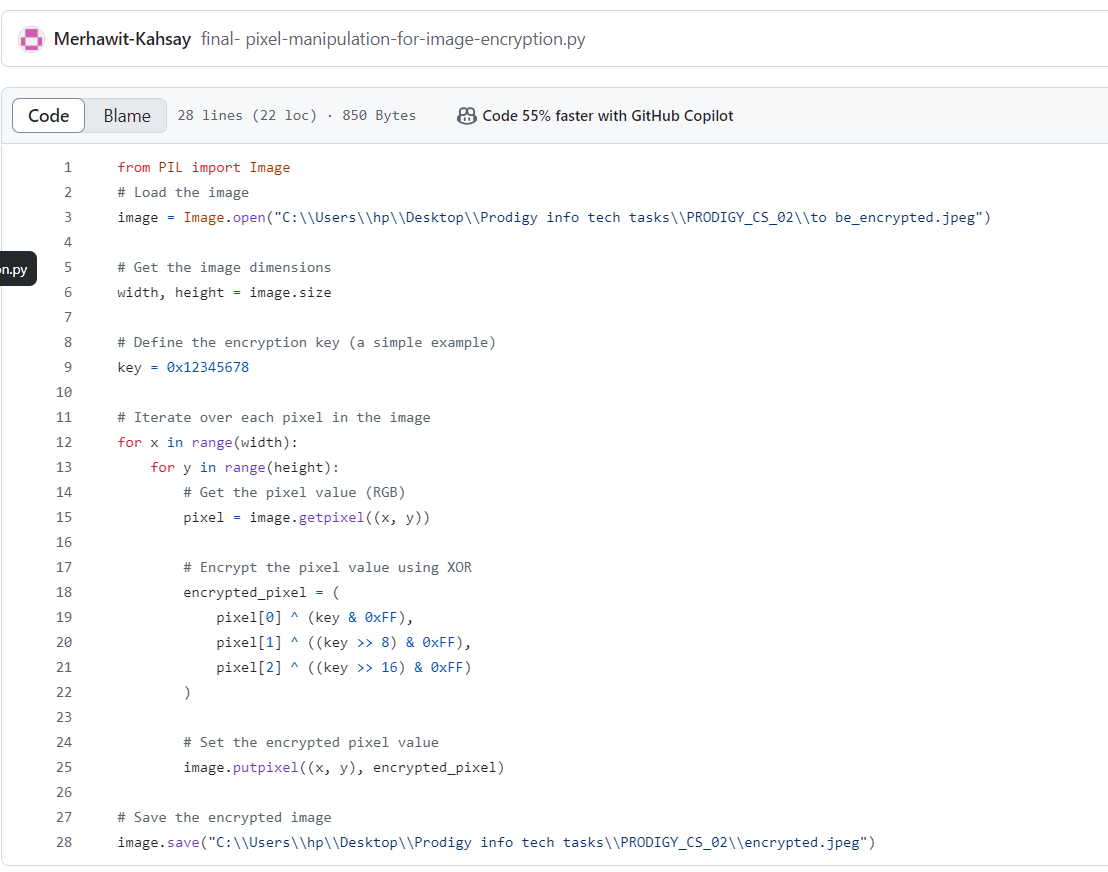 Merhawit-Kahsay final- pixel-manipulation-for-image-encryption.py
Code Blame 28 lines (22 loc) · 850 Bytes Code 55% faster with GitHub Copilot
1 from PIL import Image
2 # Load the image
3 image = Image.open("C:\\Users\\hp\\Desktop\\Prodigy info tech tasks\\PRODIGY_CS_02\\to be_encrypted.jpeg")
4
on.py
5 # Get the image dimensions
6 width, height = image.size
7
8 # Define the encryption key (a simple example)
9 key = 0x12345678
10
11 # Iterate over each pixel in the image
12 for x in range(width):
13     for y in range(height):
14         # Get the pixel value (RGB)
15         pixel = image.getpixel((x, y))
16
17         # Encrypt the pixel value using XOR
18         encrypted_pixel = (
19             pixel[0] ^ (key & 0xFF),
20             pixel[1] ^ ((key >> 8) & 0xFF),
21             pixel[2] ^ ((key >> 16) & 0xFF)
22         )
23
24         # Set the encrypted pixel value
25         image.putpixel((x, y), encrypted_pixel)
26
27 # Save the encrypted image
28 image.save("C:\\Users\\hp\\Desktop\\Prodigy info tech tasks\\PRODIGY_CS_02\\encrypted.jpeg")